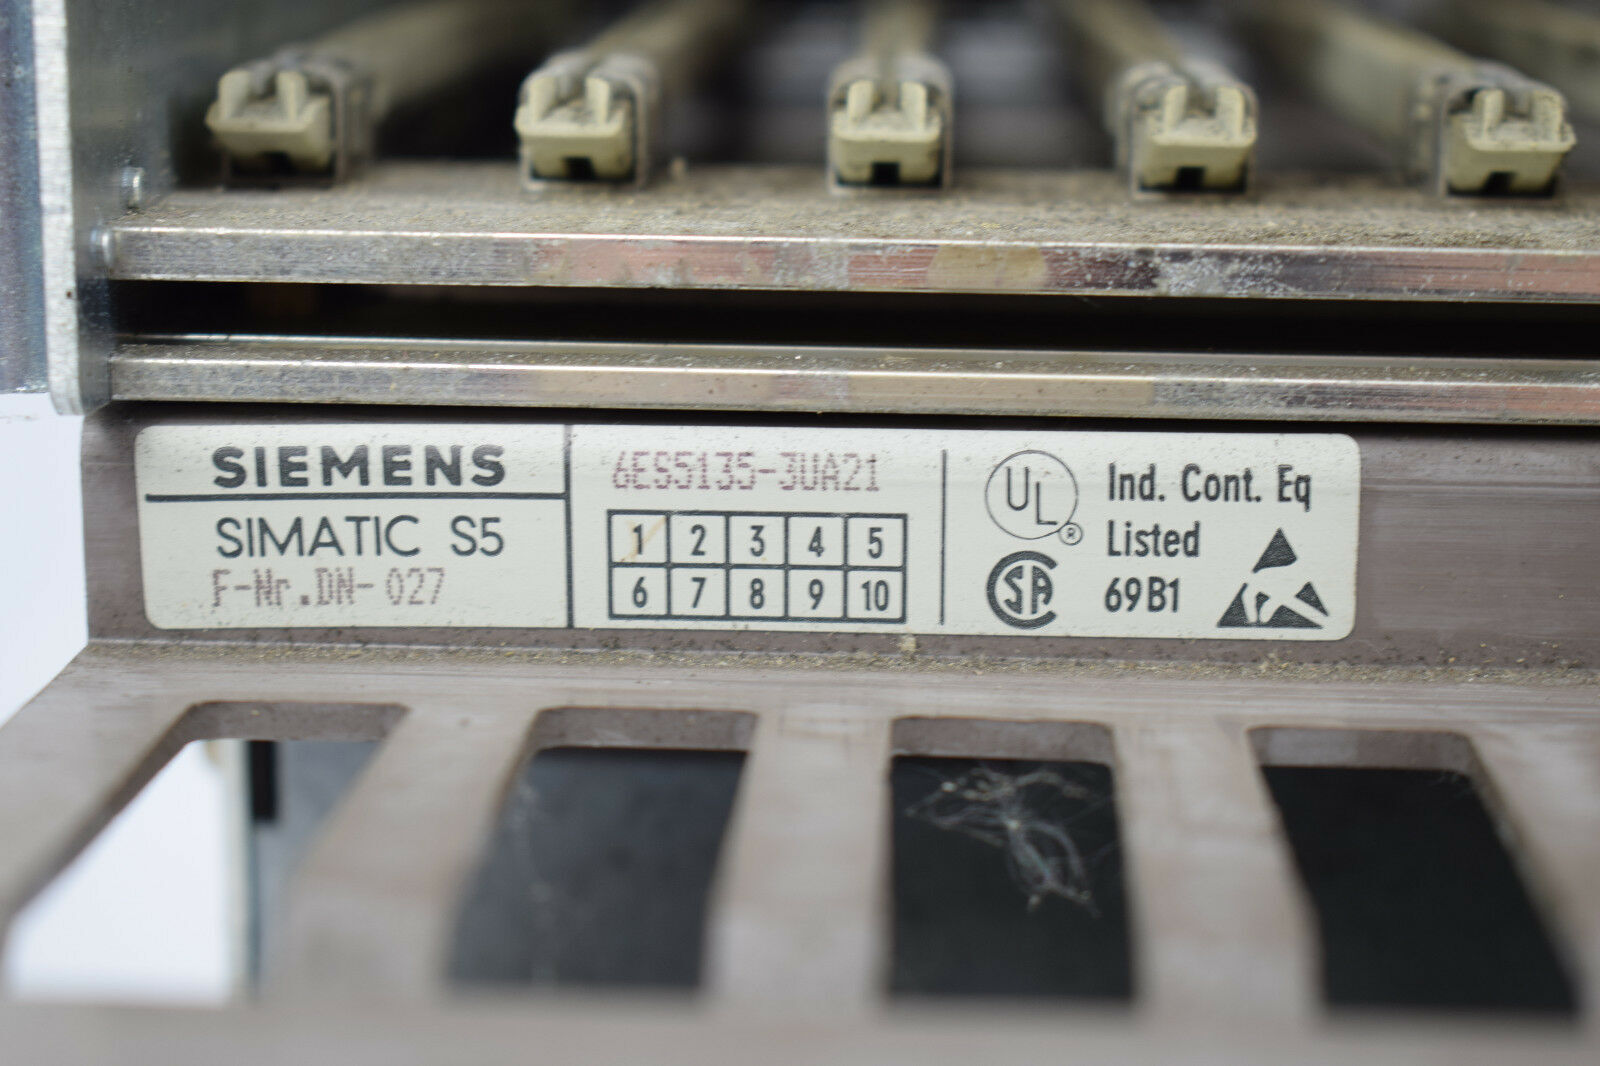 SIEMENS
SIMATIC S5
F-Nr.DN- 027
6ES5135-3UA21
1 2 3 4 5
6 7 8 9 10
UL ®
CSA
Ind. Cont. Eq
Listed
69B1